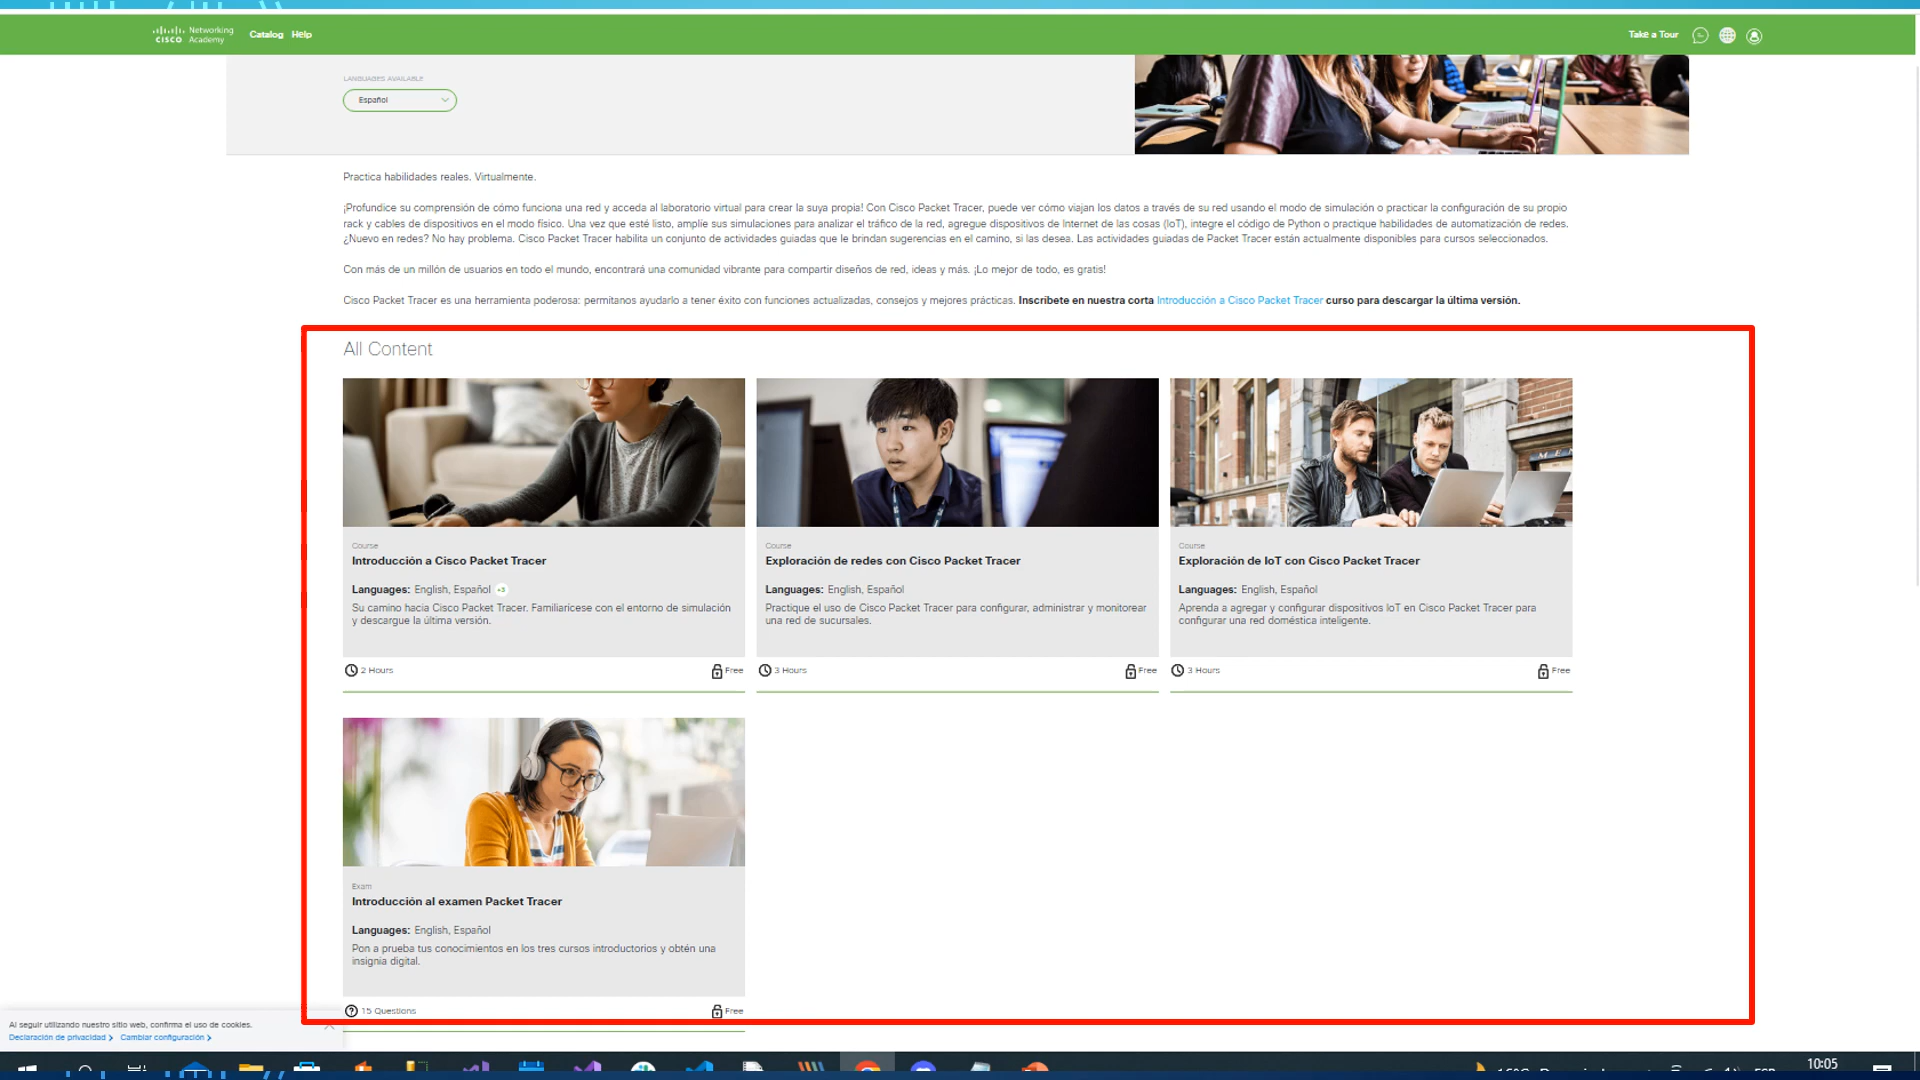 Networking
CISCO Academy
Catalog Help
Take a Tour
LANGUAGES AVAILABLE
Español
Practica habilidades reales. Virtualmente.
¡Profundice su comprensión de cómo funciona una red y acceda al laboratorio virtual para crear la suya propia! Con Cisco Packet Tracer, puede ver cómo viajan los datos a través de su red usando el modo de simulación o practicar la configuración de su propio
rack y cables de dispositivos en el modo físico. Una vez que esté listo, amplíe sus simulaciones para analizar el tráfico de la red, agregue dispositivos de Internet de las cosas (IoT), integre el código de Python o practique habilidades de automatización de redes.
¿Nuevo en redes? No hay problema. Cisco Packet Tracer habilita un conjunto de actividades guiadas que le brindan sugerencias en el camino, si las desea. Las actividades guiadas de Packet Tracer están actualmente disponibles para cursos seleccionados.
Con más de un millón de usuarios en todo el mundo, encontrará una comunidad vibrante para compartir diseños de red, ideas y más. ¡Lo mejor de todo, es gratis!
Cisco Packet Tracer es una herramienta poderosa: permítanos ayudarlo a tener éxito con funciones actualizadas, consejos y mejores prácticas. Inscríbete en nuestra corta Introducción a Cisco Packet Tracer curso para descargar la última versión.
All Content
Course
Introducción a Cisco Packet Tracer
Languages: English, Español +3
Su camino hacia Cisco Packet Tracer. Familiarícese con el entorno de simulación
y descargue la última versión.
2 Hours
Free
Course
Exploración de redes con Cisco Packet Tracer
Languages: English, Español
Practique el uso de Cisco Packet Tracer para configurar, administrar y monitorear
una red de sucursales.
3 Hours
Free
Course
Exploración de IoT con Cisco Packet Tracer
Languages: English, Español
Aprenda a agregar y configurar dispositivos IoT en Cisco Packet Tracer para
configurar una red doméstica inteligente.
3 Hours
Free
Exam
Introducción al examen Packet Tracer
Languages: English, Español
Pon a prueba tus conocimientos en los tres cursos introductorios y obtén una
insignia digital.
15 Questions
Free
Al seguir utilizando nuestro sitio web, confirma el uso de cookies.
Declaración de privacidad Cambiar configuración
10:05